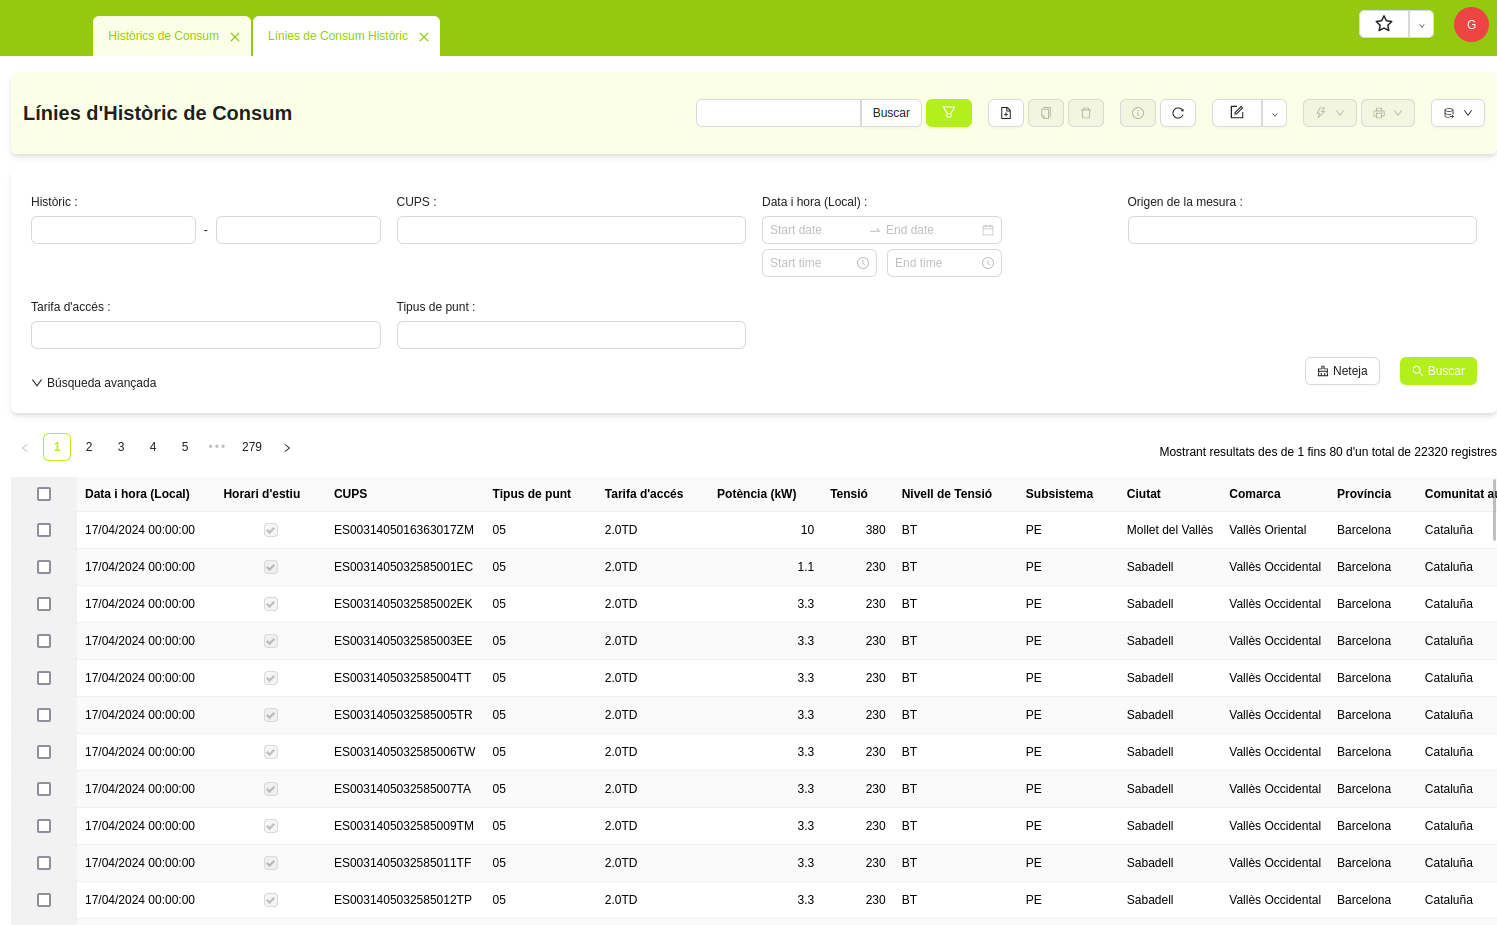 Històrics de Consum
Línies de Consum Històric
G
Línies d'Històric de Consum
Buscar
Històric :
-
CUPS :
Data i hora (Local) :
Start date
End date
Start time
End time
Origen de la mesura :
Tarifa d'accés :
Tipus de punt :
Búsqueda avançada
Neteja
Buscar
1 2 3 4 5 ••• 279
Mostrant resultats des de 1 fins 80 d'un total de 22320 registres
Data i hora (Local) Horari d'estiu CUPS Tipus de punt Tarifa d'accés Potència (kW) Tensió Nivell de Tensió Subsistema Ciutat Comarca Província Comunitat au
17/04/2024 00:00:00 ES0031405016363017ZM 05 2.0TD 10 380 BT PE Mollet del Vallès Vallès Oriental Barcelona Cataluña
17/04/2024 00:00:00 ES0031405032585001EC 05 2.0TD 1.1 230 BT PE Sabadell Vallès Occidental Barcelona Cataluña
17/04/2024 00:00:00 ES0031405032585002EK 05 2.0TD 3.3 230 BT PE Sabadell Vallès Occidental Barcelona Cataluña
17/04/2024 00:00:00 ES0031405032585003EE 05 2.0TD 3.3 230 BT PE Sabadell Vallès Occidental Barcelona Cataluña
17/04/2024 00:00:00 ES0031405032585004TT 05 2.0TD 3.3 230 BT PE Sabadell Vallès Occidental Barcelona Cataluña
17/04/2024 00:00:00 ES0031405032585005TR 05 2.0TD 3.3 230 BT PE Sabadell Vallès Occidental Barcelona Cataluña
17/04/2024 00:00:00 ES0031405032585006TW 05 2.0TD 3.3 230 BT PE Sabadell Vallès Occidental Barcelona Cataluña
17/04/2024 00:00:00 ES0031405032585007TA 05 2.0TD 3.3 230 BT PE Sabadell Vallès Occidental Barcelona Cataluña
17/04/2024 00:00:00 ES0031405032585009TM 05 2.0TD 3.3 230 BT PE Sabadell Vallès Occidental Barcelona Cataluña
17/04/2024 00:00:00 ES0031405032585011TF 05 2.0TD 3.3 230 BT PE Sabadell Vallès Occidental Barcelona Cataluña
17/04/2024 00:00:00 ES0031405032585012TP 05 2.0TD 3.3 230 BT PE Sabadell Vallès Occidental Barcelona Cataluña